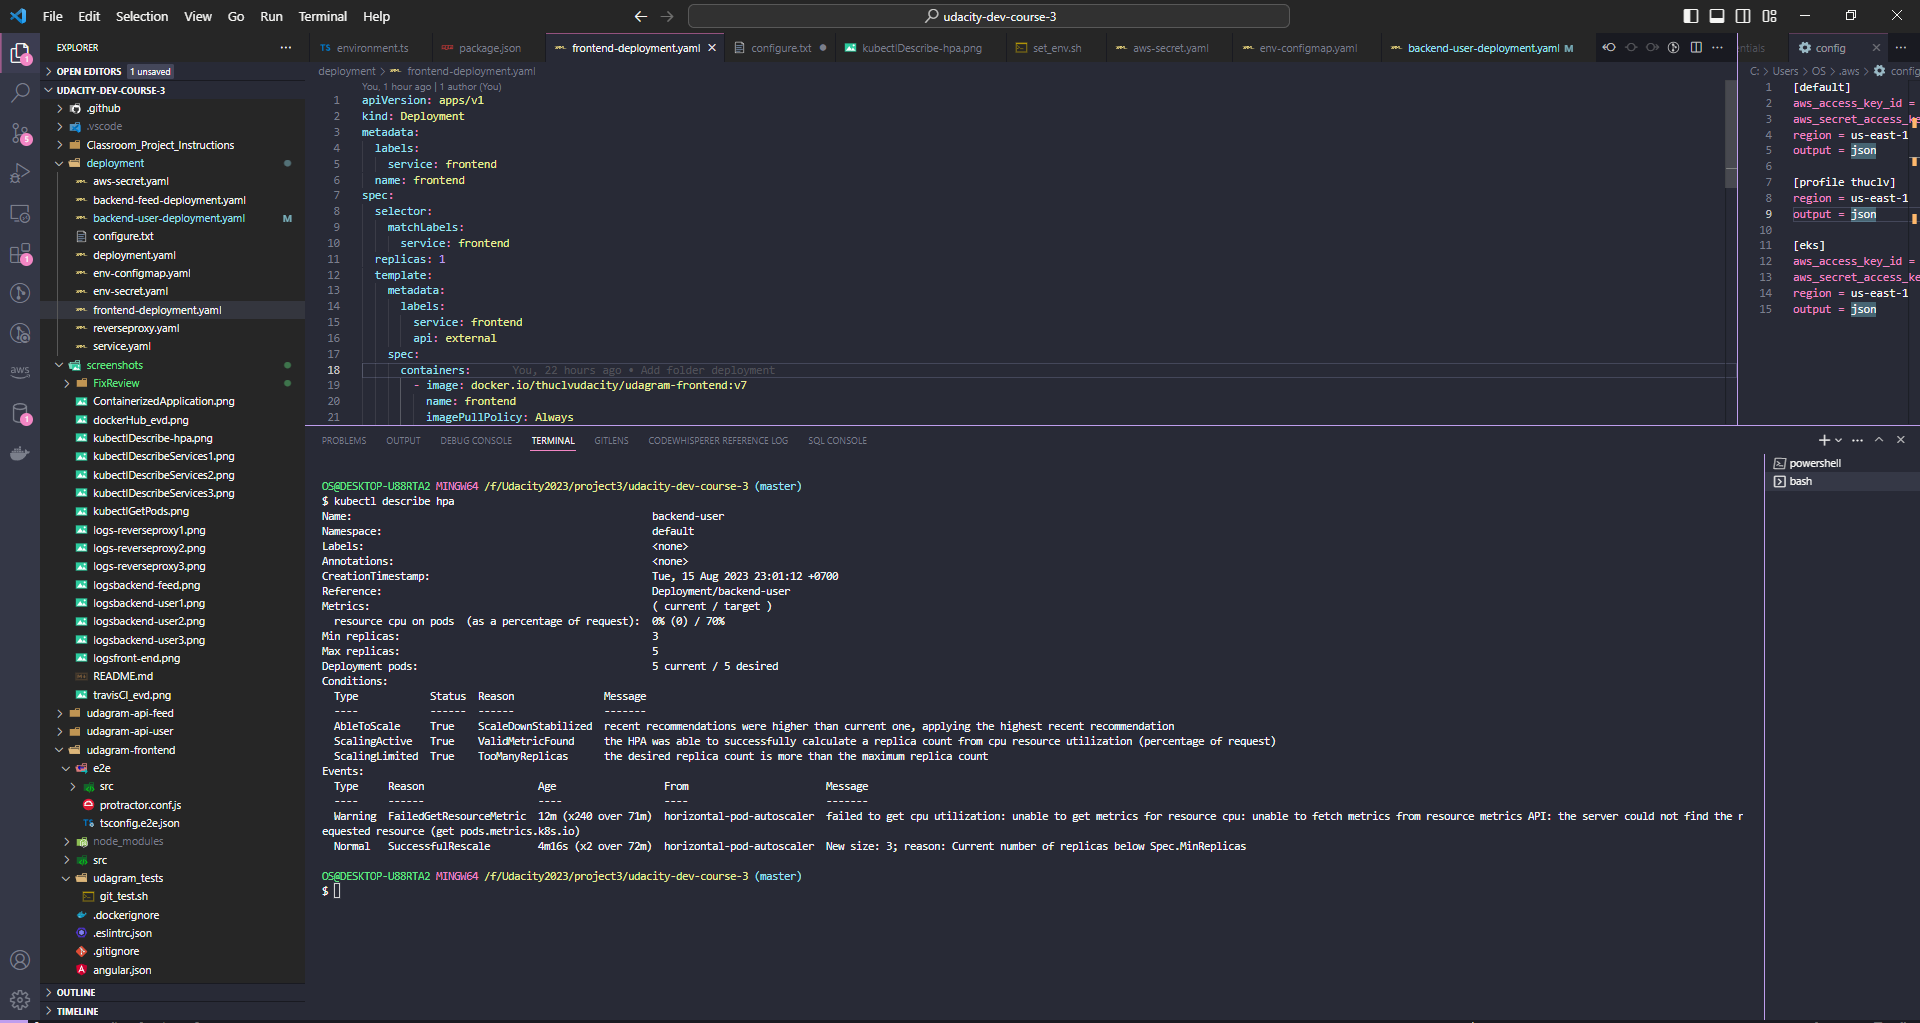 File Edit Selection View Go Run Terminal Help
udacity-dev-course-3
EXPLORER
OPEN EDITORS 1 unsaved
UDACITY-DEV-COURSE-3
.github
.vscode
Classroom_Project_Instructions
deployment
aws-secret.yaml
backend-feed-deployment.yaml
backend-user-deployment.yaml M
configure.txt
deployment.yaml
env-configmap.yaml
env-secret.yaml
frontend-deployment.yaml
reverseproxy.yaml
service.yaml
screenshots
FixReview
ContainerizedApplication.png
dockerHub_evd.png
kubectlDescribe-hpa.png
kubectlDescribeServices1.png
kubectlDescribeServices2.png
kubectlDescribeServices3.png
kubectlGetPods.png
logs-reverseproxy1.png
logs-reverseproxy2.png
logs-reverseproxy3.png
logsbackend-feed.png
logsbackend-user1.png
logsbackend-user2.png
logsbackend-user3.png
logsfront-end.png
README.md
travisCI_evd.png
udagram-api-feed
udagram-api-user
udagram-frontend
e2e
src
protractor.conf.js
tsconfig.e2e.json
node_modules
src
udagram_tests
git_test.sh
.dockerignore
.eslintrc.json
.gitignore
angular.json
OUTLINE
TIMELINE
environment.ts package.json frontend-deployment.yaml configure.txt kubectlDescribe-hpa.png set_env.sh aws-secret.yaml env-configmap.yaml backend-user-deployment.yaml M
deployment > frontend-deployment.yaml
You, 1 hour ago | 1 author (You)
1 apiVersion: apps/v1
2 kind: Deployment
3 metadata:
4 labels:
5 service: frontend
6 name: frontend
7 spec:
8 selector:
9 matchLabels:
10 service: frontend
11 replicas: 1
12 template:
13 metadata:
14 labels:
15 service: frontend
16 api: external
17 spec:
18 containers: You, 22 hours ago • Add folder deployment
19 - image: docker.io/thuclvudacity/udagram-frontend:v7
20 name: frontend
21 imagePullPolicy: Always
entials config
C: > Users > OS > .aws > config
1 [default]
2 aws_access_key_id =
3 aws_secret_access_ke
4 region = us-east-1
5 output = json
6
7 [profile thuclv]
8 region = us-east-1
9 output = json
10
11 [eks]
12 aws_access_key_id =
13 aws_secret_access_ke
14 region = us-east-1
15 output = json
PROBLEMS OUTPUT DEBUG CONSOLE TERMINAL GITLENS CODEWHISPERER REFERENCE LOG SQL CONSOLE
powershell
bash
OS@DESKTOP-U88RTA2 MINGW64 /f/Udacity2023/project3/udacity-dev-course-3 (master)
$ kubectl describe hpa
Name: backend-user
Namespace: default
Labels: <none>
Annotations: <none>
CreationTimestamp: Tue, 15 Aug 2023 23:01:12 +0700
Reference: Deployment/backend-user
Metrics: ( current / target )
resource cpu on pods (as a percentage of request): 0% (0) / 70%
Min replicas: 3
Max replicas: 5
Deployment pods: 5 current / 5 desired
Conditions:
Type Status Reason Message
---- ------ ------ -------
AbleToScale True ScaleDownStabilized recent recommendations were higher than current one, applying the highest recent recommendation
ScalingActive True ValidMetricFound the HPA was able to successfully calculate a replica count from cpu resource utilization (percentage of request)
ScalingLimited True TooManyReplicas the desired replica count is more than the maximum replica count
Events:
Type Reason Age From Message
---- ------ ---- ---- -------
Warning FailedGetResourceMetric 12m (x240 over 71m) horizontal-pod-autoscaler failed to get cpu utilization: unable to get metrics for resource cpu: unable to fetch metrics from resource metrics API: the server could not find the r
equested resource (get pods.metrics.k8s.io)
Normal SuccessfulRescale 4m16s (x2 over 72m) horizontal-pod-autoscaler New size: 3; reason: Current number of replicas below Spec.MinReplicas
OS@DESKTOP-U88RTA2 MINGW64 /f/Udacity2023/project3/udacity-dev-course-3 (master)
$